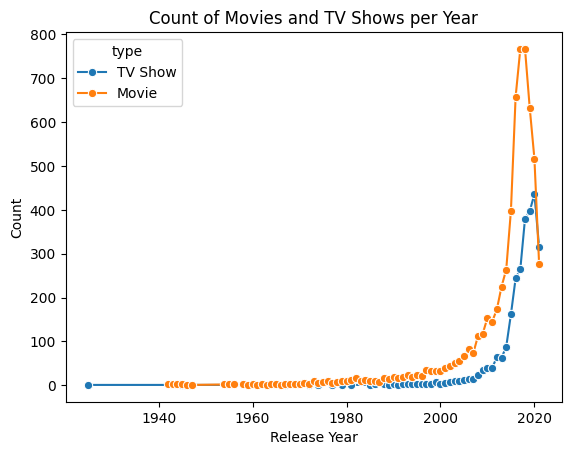 Count of Movies and TV Shows per Year
type
TV Show
Movie
Count
800
700
600
500
400
300
200
100
0
1940
1960
1980
2000
2020
Release Year